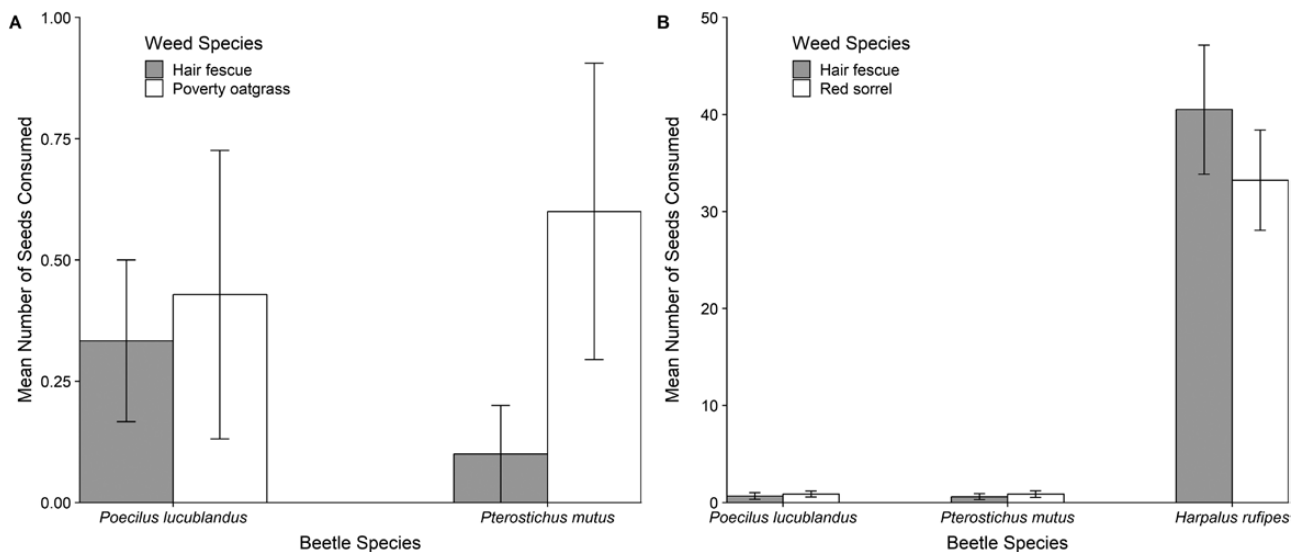 A
Weed Species
Hair fescue
Poverty oatgrass
Mean Number of Seeds Consumed
1.00
0.75
0.50
0.25
0.00
Poecilus lucublandus
Pterostichus mutus
Beetle Species
B
Weed Species
Hair fescue
Red sorrel
Mean Number of Seeds Consumed
50
40
30
20
10
0
Poecilus lucublandus
Pterostichus mutus
Harpalus rufipes
Beetle Species